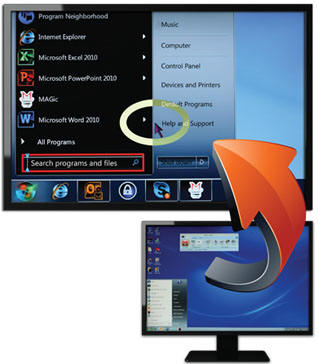 Program Neighborhood
Internet Explorer
Microsoft Excel 2010
Microsoft PowerPoint 2010
MAGic
Microsoft Word 2010
All Programs
Search programs and files
Music
Computer
Control Panel
Devices and Printers
Default Programs
Help and Support